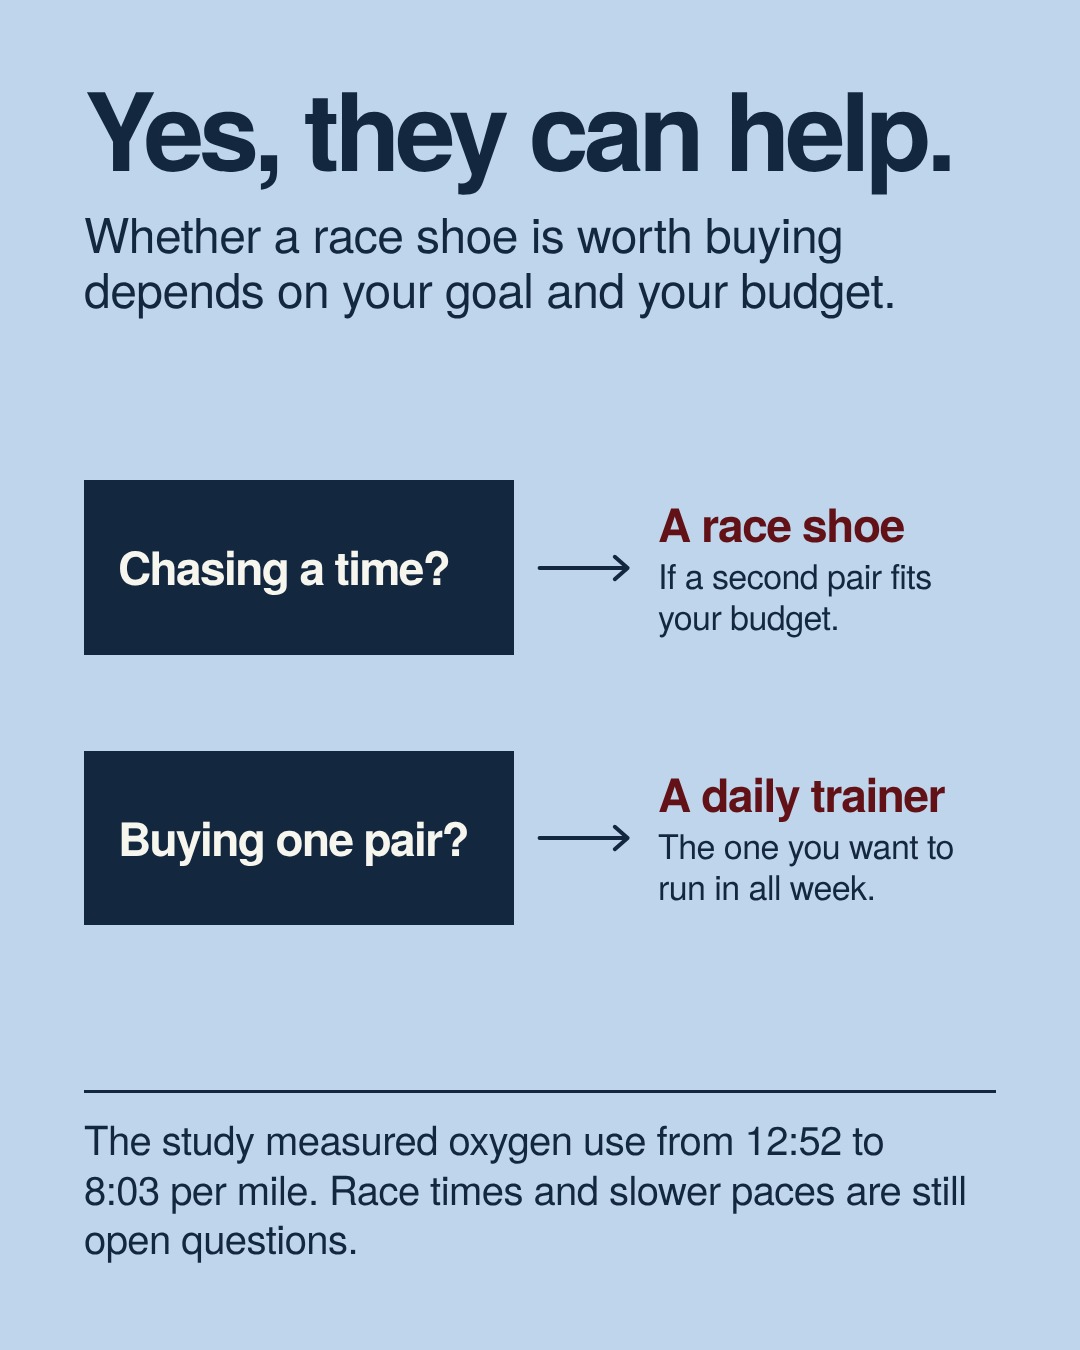 Yes, they can help.
Whether a race shoe is worth buying
depends on your goal and your budget.
Chasing a time?
A race shoe
If a second pair fits
your budget.
Buying one pair?
A daily trainer
The one you want to
run in all week.
The study measured oxygen use from 12:52 to
8:03 per mile. Race times and slower paces are still
open questions.